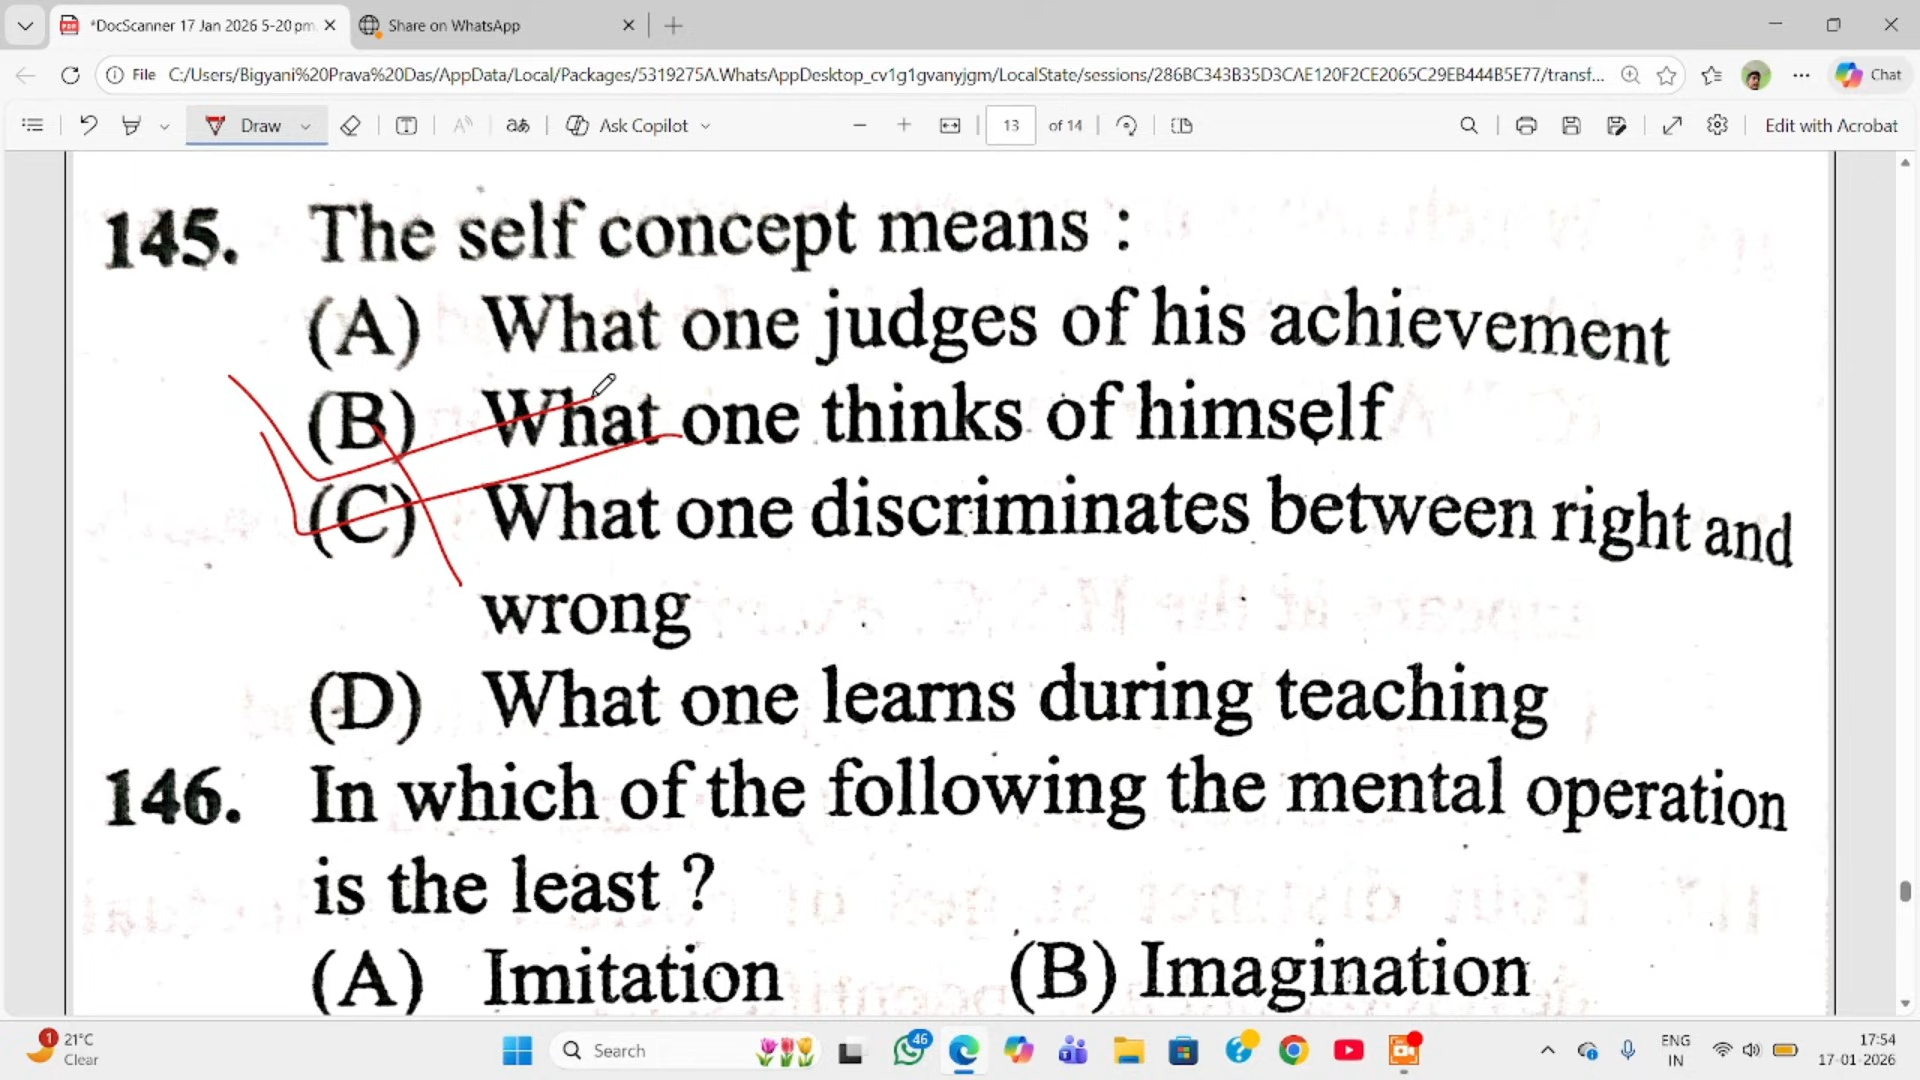 *DocScanner 17 Jan 2026 5-20 pm
Share on WhatsApp
File C:/Users/Bigyani%20Prava%20Das/AppData/Local/Packages/5319275A.WhatsAppDesktop_cv1g1gvanyjgm/LocalState/sessions/286BC343B35D3CAE120F2CE2065C29EB444B5E77/transf...
Chat
Draw
Ask Copilot
13 of 14
Edit with Acrobat
145. The self concept means :
(A) What one judges of his achievement
(B) What one thinks of himself
(C) What one discriminates between right and
wrong
(D) What one learns during teaching
146. In which of the following the mental operation
is the least ?
(A) Imitation (B) Imagination
1
21°C
Clear
Search
46
ENG
IN
17:54
17-01-2026